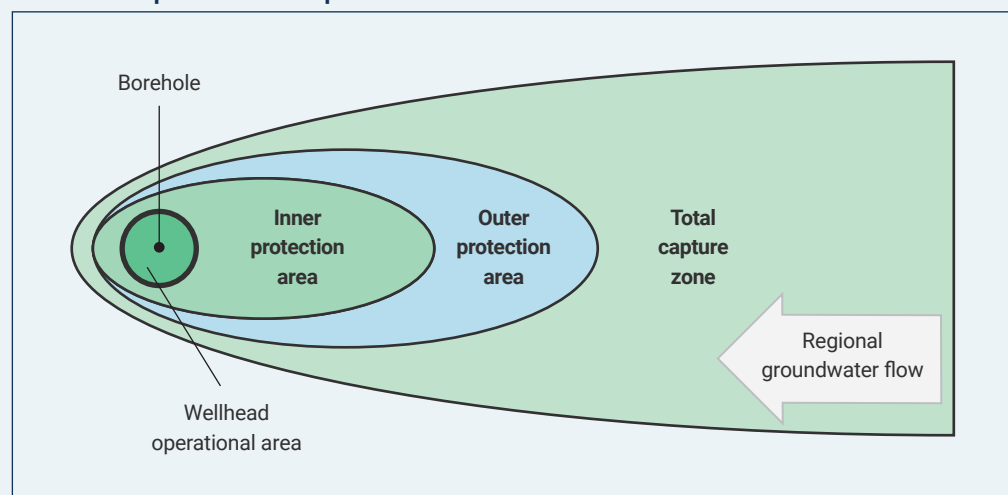 Borehole
Inner
protection
area
Outer
protection
area
Total
capture
zone
Regional
groundwater flow
Wellhead
operational area